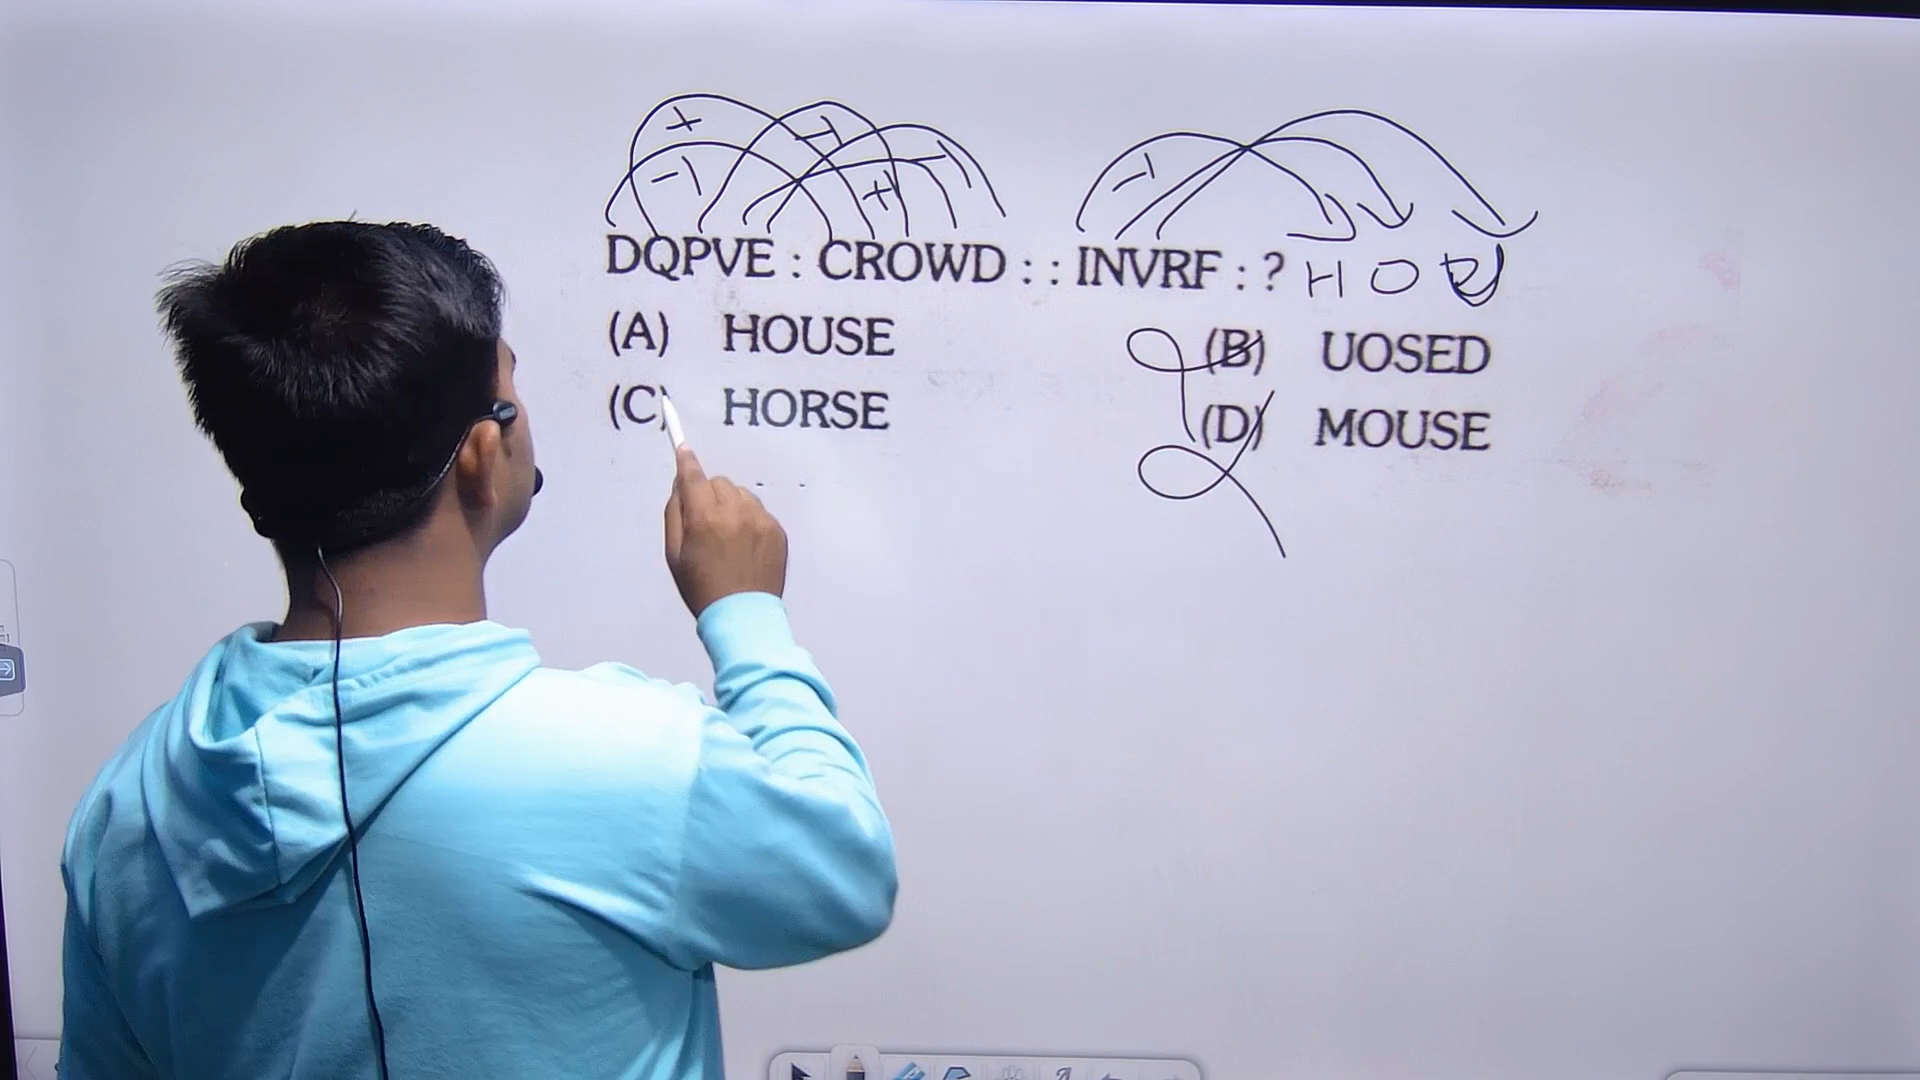 DQPVE : CROWD : : INVRF : ? H O
(A) HOUSE (B) UOSED
(C) HORSE (D) MOUSE